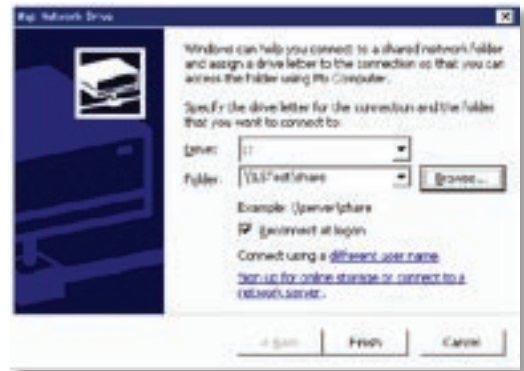 Map Network Drive
Windows can help you connect to a shared network folder
and assign a drive letter to the connection so that you can
access the folder using My Computer.
Specify the drive letter for the connection and the folder
that you want to connect to:
Drive:
Folder:
Browse...
Example: \\server\share
Reconnect at logon
Connect using a different user name.
Sign up for online storage or connect to a
network server.
< Back
Finish
Cancel